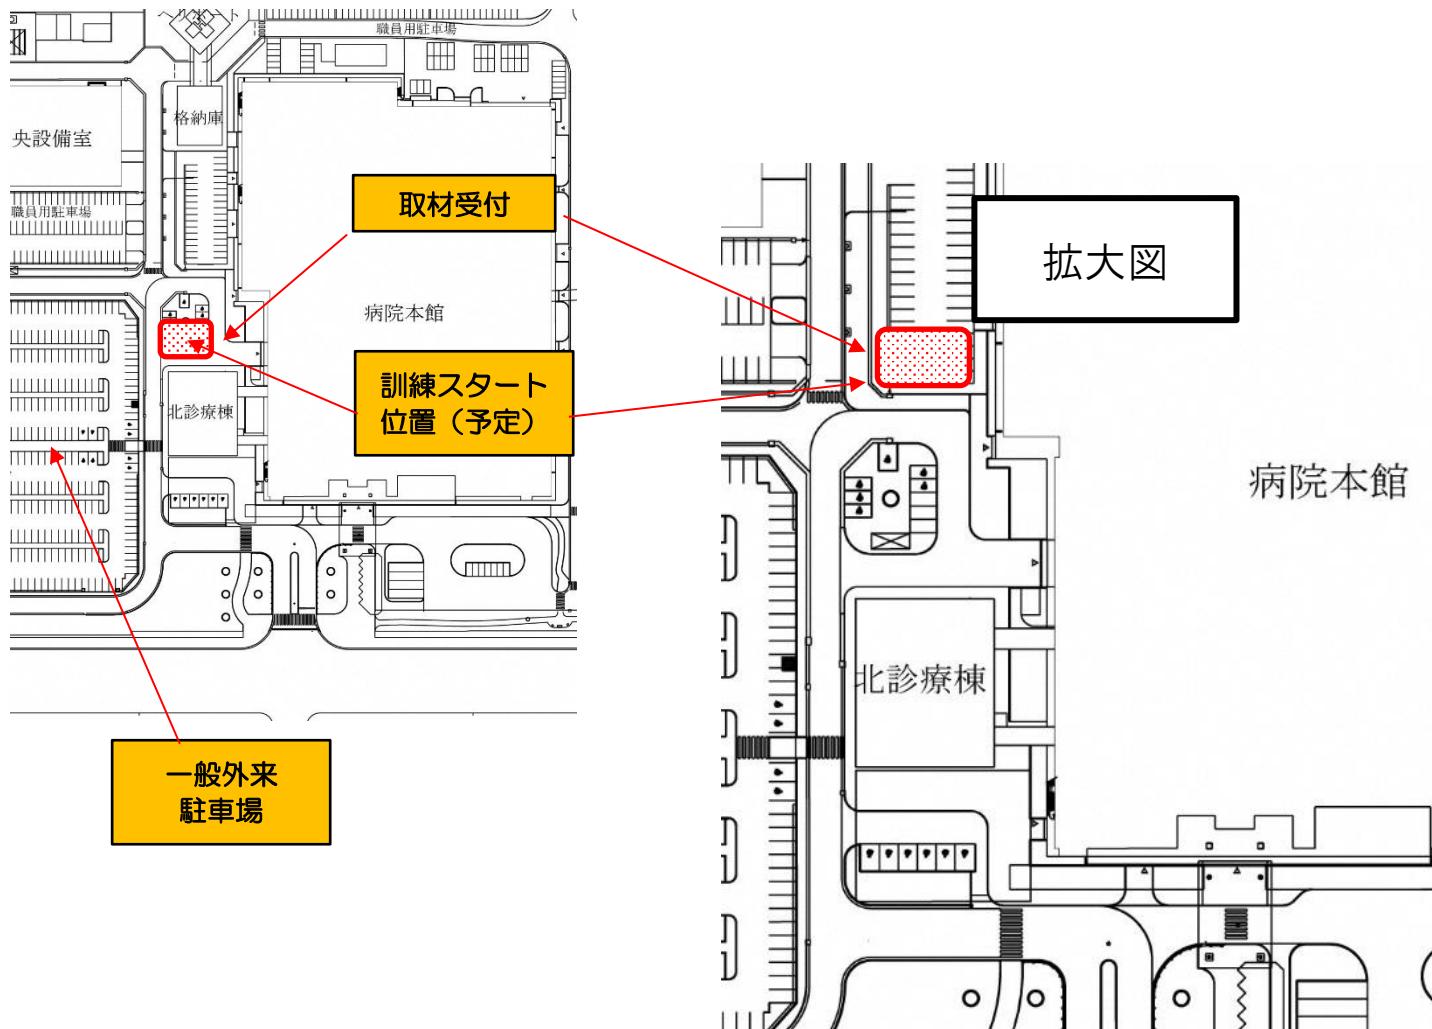 職員用駐車場
格納庫
央設備室
職員用駐車場
取材受付
病院本館
訓練スタート
位置（予定）
北診療棟
一般外来
駐車場
拡大図
病院本館
北診療棟